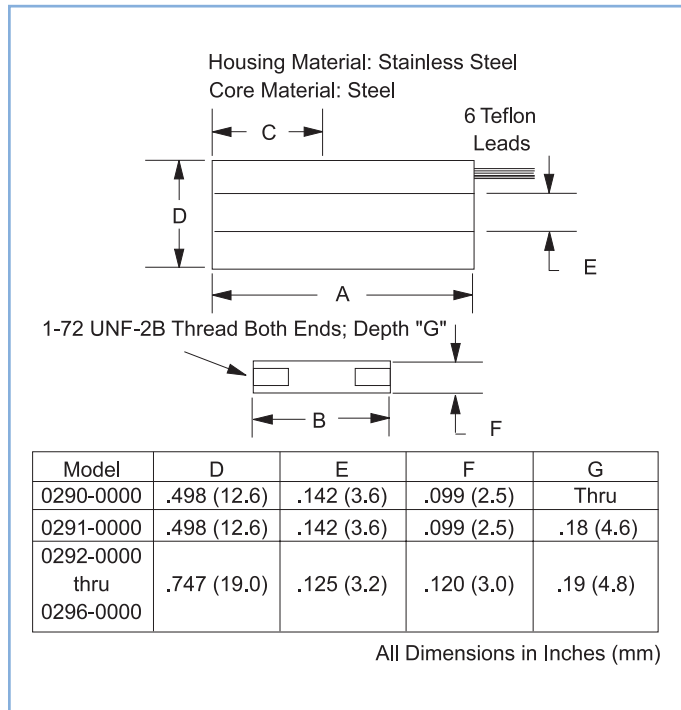 Housing Material: Stainless Steel
Core Material: Steel
6 Teflon
Leads
C
D
E
A
1-72 UNF-2B Thread Both Ends; Depth "G"
B
F
Model D E F G
0290-0000 .498 (12.6) .142 (3.6) .099 (2.5) Thru
0291-0000 .498 (12.6) .142 (3.6) .099 (2.5) .18 (4.6)
0292-0000
thru .747 (19.0) .125 (3.2) .120 (3.0) .19 (4.8)
0296-0000
All Dimensions in Inches (mm)